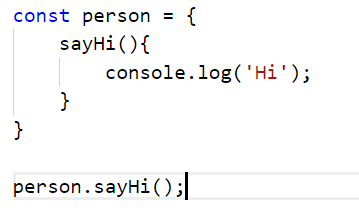 const person = {
    sayHi(){
        console.log('Hi');
    }
}

person.sayHi();